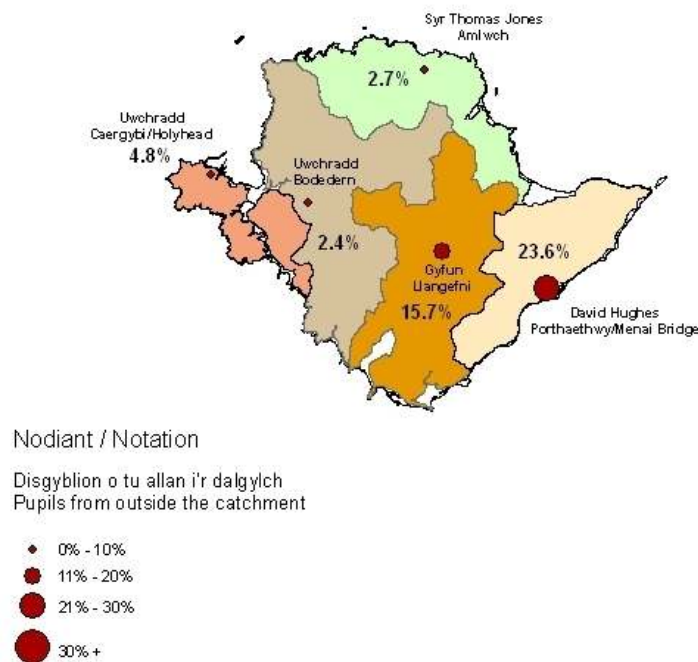 Syr Thomas Jones
Amlwch
2.7%
Uwchradd
Caergybi/Holyhead
4.8%
Uwchradd
Bodedern
2.4%
Gyfun
Llangefni
15.7%
23.6%
David Hughes
Porthaethwy/Menai Bridge
Nodiant / Notation
Disgyblion o tu allan i'r dalgylch
Pupils from outside the catchment
0% - 10%
11% - 20%
21% - 30%
30% +